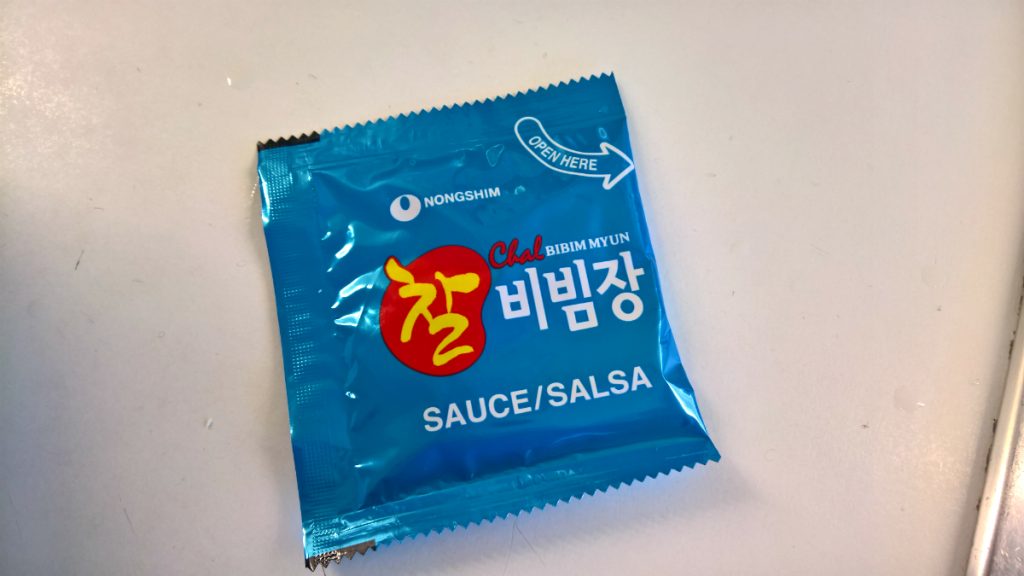 OPEN HERE
NONGSHIM
Chal BIBIM MYUN
찰 비빔장
SAUCE/SALSA